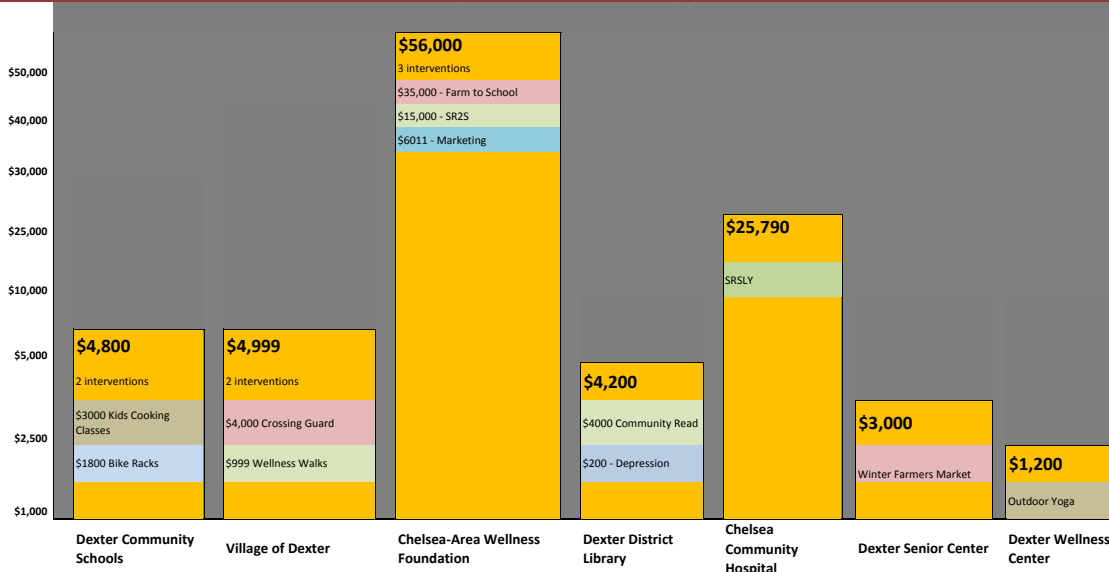 $50,000
$40,000
$30,000
$25,000
$10,000
$5,000
$2,500
$1,000
$4,800
2 interventions
$3000 Kids Cooking
Classes
$1800 Bike Racks
Dexter Community
Schools
$4,999
2 interventions
$4,000 Crossing Guard
$999 Wellness Walks
Village of Dexter
$56,000
3 interventions
$35,000 - Farm to School
$15,000 - SR2S
$6011 - Marketing
Chelsea-Area Wellness
Foundation
$4,200
$4000 Community Read
$200 - Depression
Dexter District
Library
$25,790
SRSLY
Chelsea
Community
Hospital
$3,000
Winter Farmers Market
Dexter Senior Center
$1,200
Outdoor Yoga
Dexter Wellness
Center